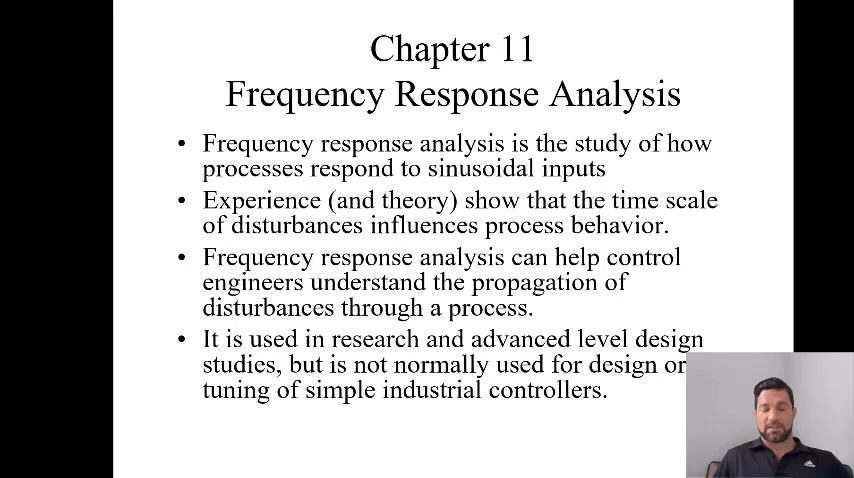 Chapter 11
Frequency Response Analysis
• Frequency response analysis is the study of how
processes respond to sinusoidal inputs
• Experience (and theory) show that the time scale
of disturbances influences process behavior.
• Frequency response analysis can help control
engineers understand the propagation of
disturbances through a process.
• It is used in research and advanced level design
studies, but is not normally used for design or
tuning of simple industrial controllers.